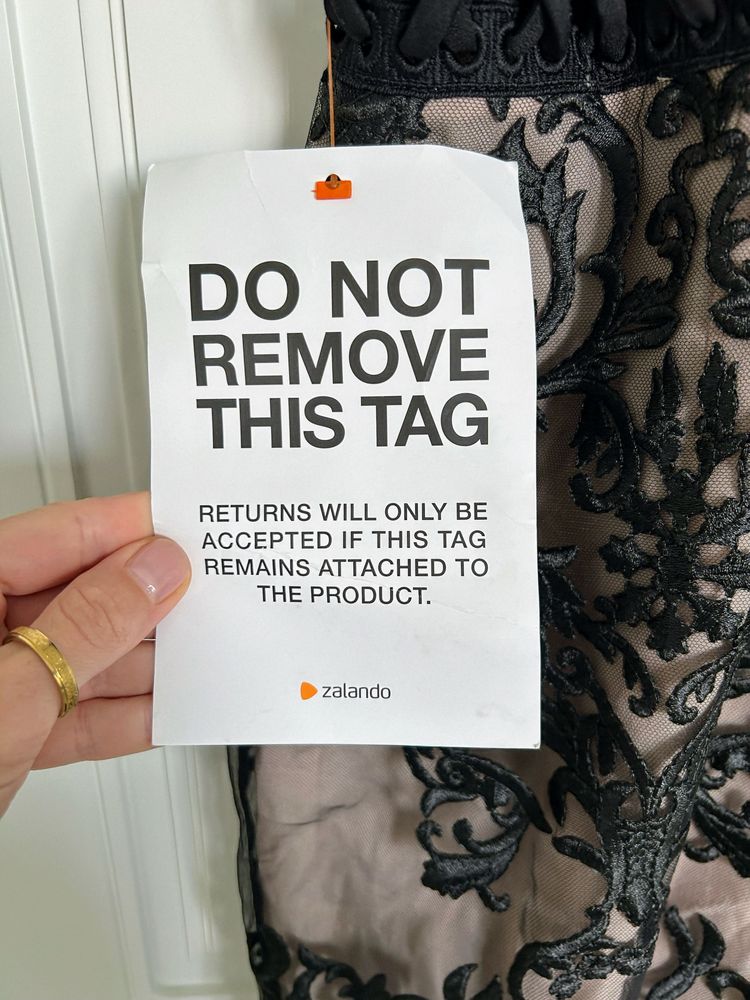 DO NOT
REMOVE
THIS TAG
RETURNS WILL ONLY BE
ACCEPTED IF THIS TAG
REMAINS ATTACHED TO
THE PRODUCT.
zalando